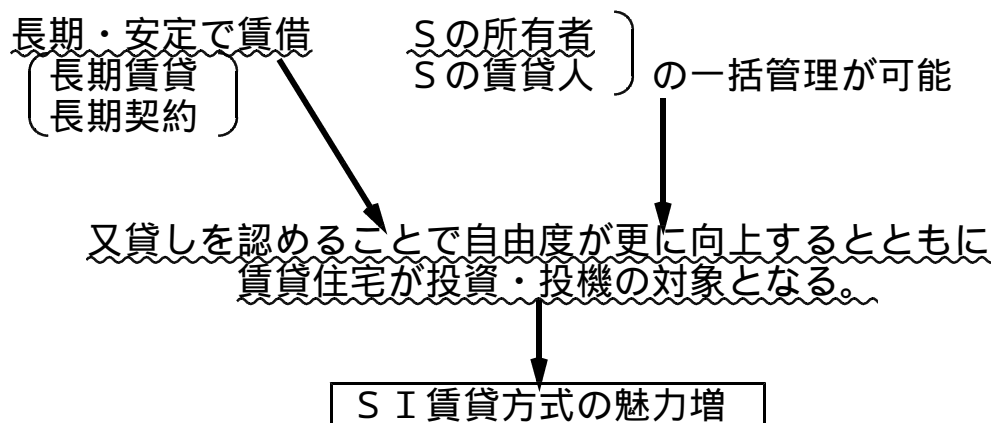 長期・安定で賃借
長期賃貸
長期契約
Ｓの所有者
Ｓの賃貸人
の一括管理が可能
又貸しを認めることで自由度が更に向上するとともに
賃貸住宅が投資・投機の対象となる。
ＳＩ賃貸方式の魅力増